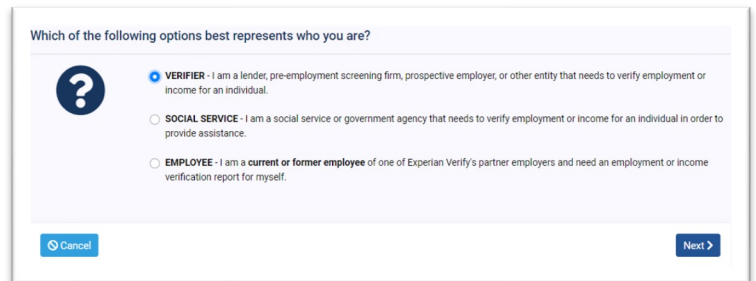 Which of the following options best represents who you are?
VERIFIER - I am a lender, pre-employment screening firm, prospective employer, or other entity that needs to verify employment or
income for an individual.
SOCIAL SERVICE - I am a social service or government agency that needs to verify employment or income for an individual in order to
provide assistance.
EMPLOYEE - I am a current or former employee of one of Experian Verify's partner employers and need an employment or income
verification report for myself.
Cancel
Next